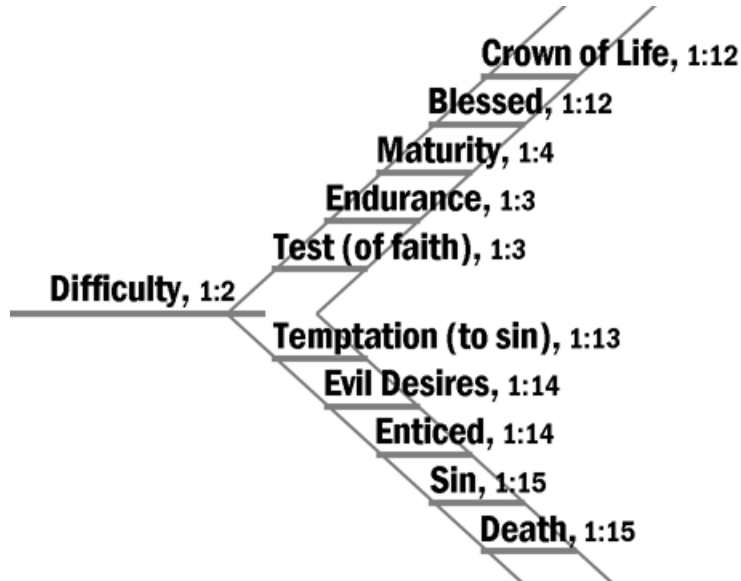 Crown of Life, 1:12
Blessed, 1:12
Maturity, 1:4
Endurance, 1:3
Test (of faith), 1:3
Difficulty, 1:2
Temptation (to sin), 1:13
Evil Desires, 1:14
Enticed, 1:14
Sin, 1:15
Death, 1:15